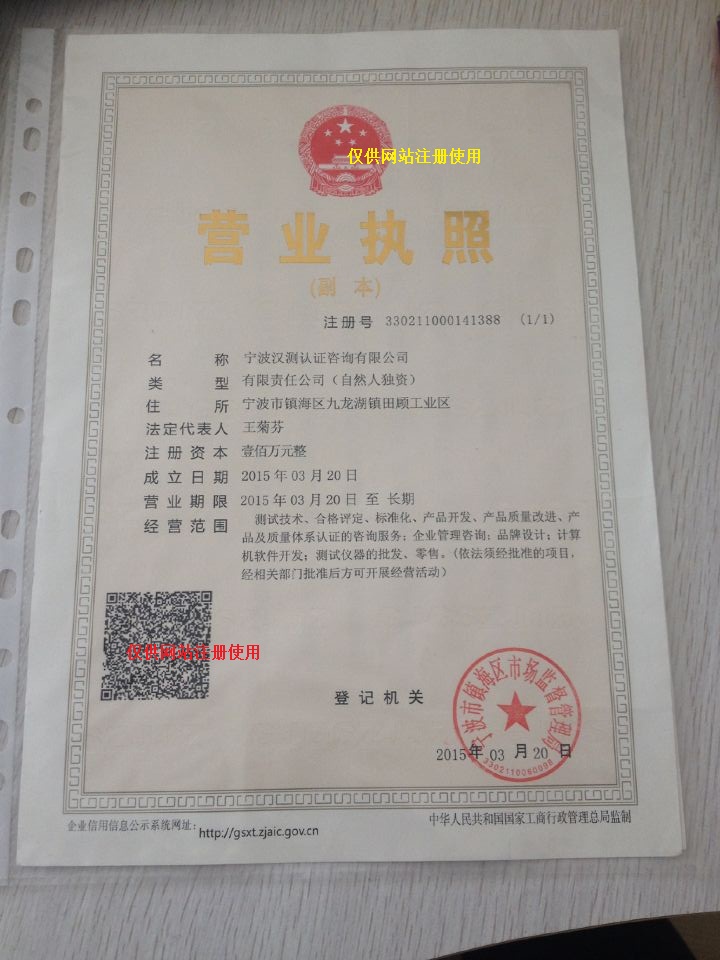 仅供网站注册使用
营业执照
(副 本)
注册号 330211000141388 (1/1)
名称 宁波汉测认证咨询有限公司
类型 有限责任公司（自然人独资）
住所 宁波市镇海区九龙湖镇田顾工业区
法定代表人 王菊芬
注册资本 壹佰万元整
成立日期 2015年03月20日
营业期限 2015年03月20日 至 长期
经营范围 测试技术、合格评定、标准化、产品开发、产品质量改进、产
品及质量体系认证的咨询服务；企业管理咨询；品牌设计；计算
机软件开发；测试仪器的批发、零售。(依法须经批准的项目，
经相关部门批准后方可开展经营活动)
仅供网站注册使用
登记机关
宁波市镇海区市场监督管理局
3302110060998
2015年 03 月 20 日
企业信用信息公示系统网址: http://gsxt.zjaic.gov.cn
中华人民共和国国家工商行政管理总局监制